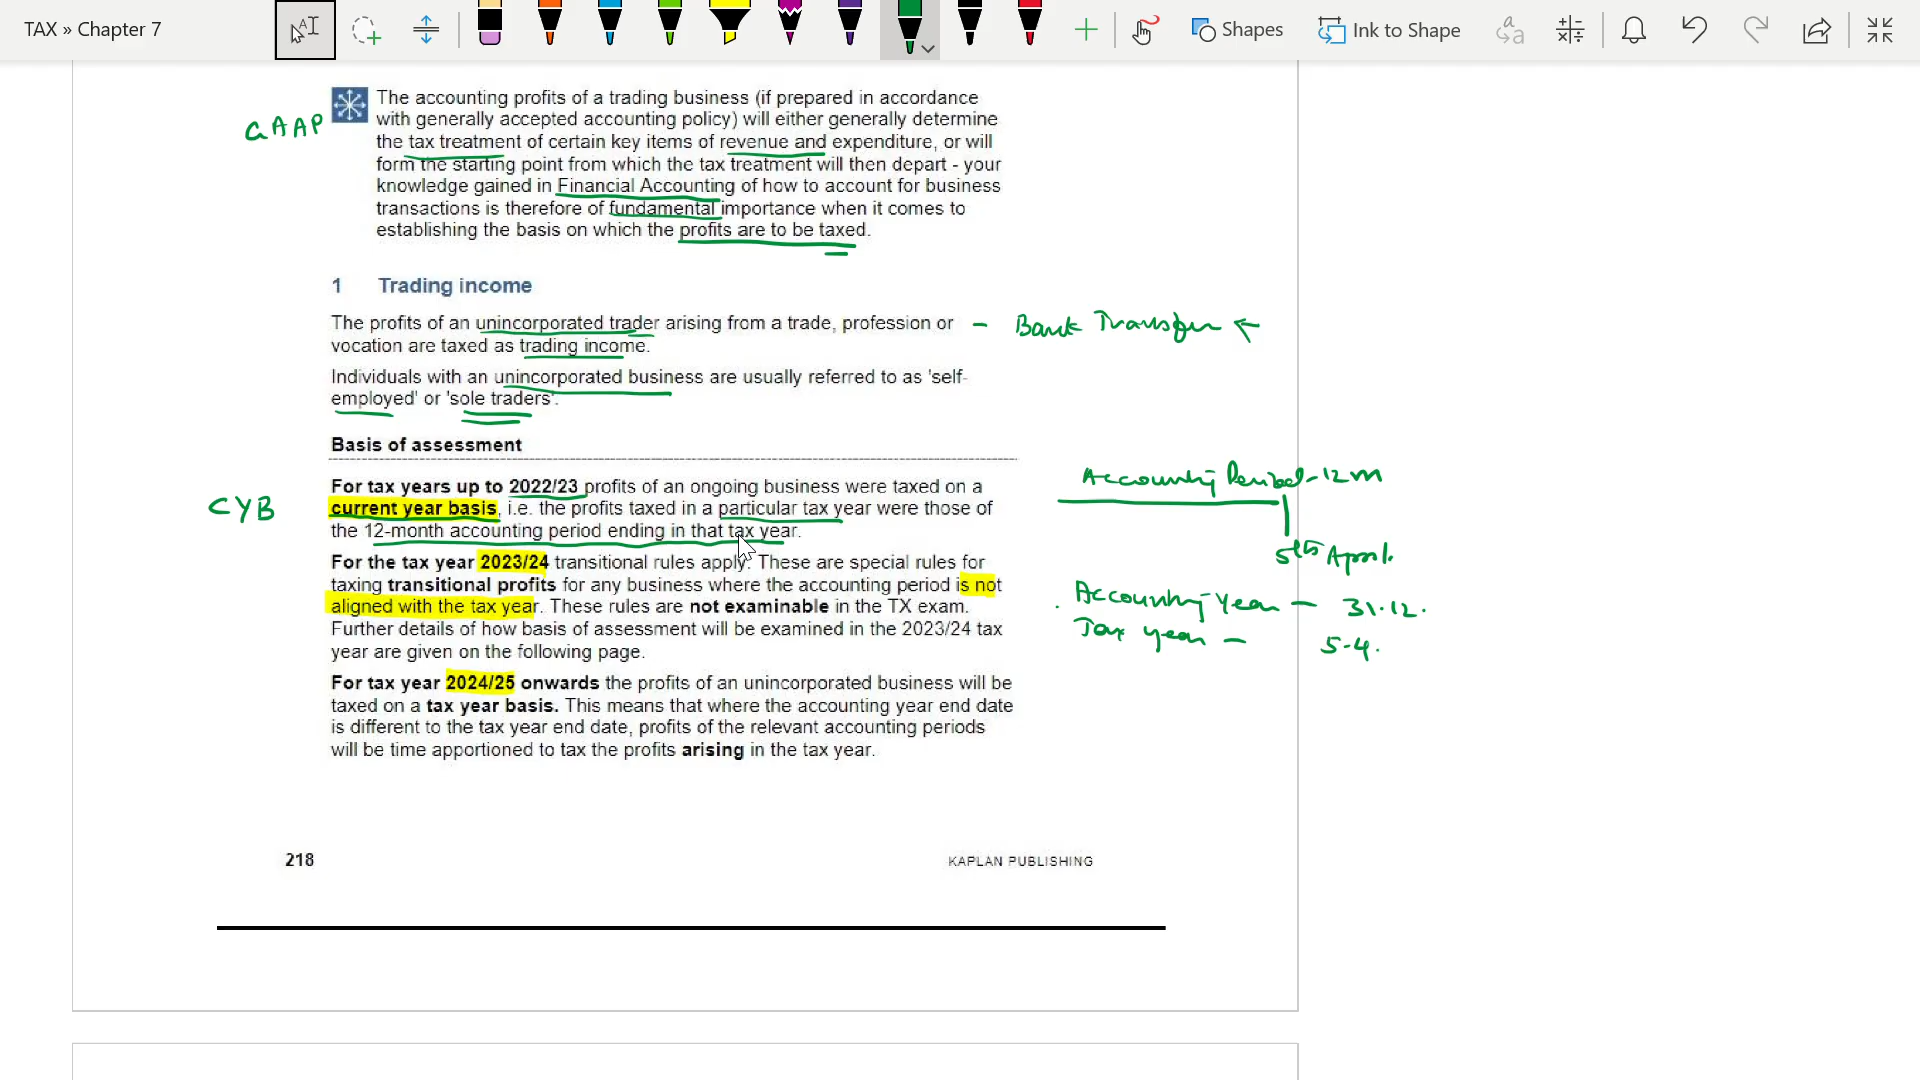 TAX » Chapter 7
Shapes
Ink to Shape
The accounting profits of a trading business (if prepared in accordance
with generally accepted accounting policy) will either generally determine
the tax treatment of certain key items of revenue and expenditure, or will
form the starting point from which the tax treatment will then depart - your
knowledge gained in Financial Accounting of how to account for business
transactions is therefore of fundamental importance when it comes to
establishing the basis on which the profits are to be taxed.
GAAP
1 Trading income
The profits of an unincorporated trader arising from a trade, profession or
vocation are taxed as trading income.
- Bank Transfer ←
Individuals with an unincorporated business are usually referred to as 'self-
employed' or 'sole traders'.
Basis of assessment
For tax years up to 2022/23 profits of an ongoing business were taxed on a
current year basis, i.e. the profits taxed in a particular tax year were those of
the 12-month accounting period ending in that tax year.
CYB
Accounting Period - 12m
5th April.
For the tax year 2023/24 transitional rules apply. These are special rules for
taxing transitional profits for any business where the accounting period is not
aligned with the tax year. These rules are not examinable in the TX exam.
Further details of how basis of assessment will be examined in the 2023/24 tax
year are given on the following page.
Accounting Year - 31.12.
Tax year - 5-4.
For tax year 2024/25 onwards the profits of an unincorporated business will be
taxed on a tax year basis. This means that where the accounting year end date
is different to the tax year end date, profits of the relevant accounting periods
will be time apportioned to tax the profits arising in the tax year.
218
KAPLAN PUBLISHING